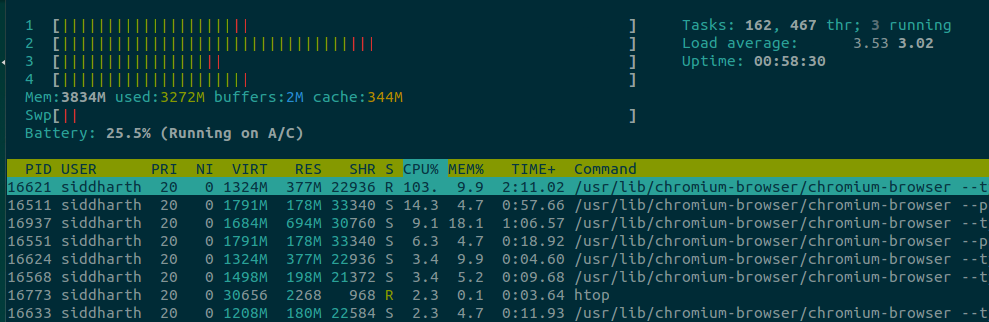 1 [|||||||||||||||||||||| ] Tasks: 162, 467 thr; 3 running
2 [||||||||||||||||||||||||||||||||||||| ] Load average: 3.53 3.02
3 [||||||||||||||||||| ] Uptime: 00:58:30
4 [|||||||||||||||||||||| ]
Mem:3834M used:3272M buffers:2M cache:344M
Swp[|| ]
Battery: 25.5% (Running on A/C)
PID USER PRI NI VIRT RES SHR S CPU% MEM% TIME+ Command
16621 siddharth 20 0 1324M 377M 22936 R 103. 9.9 2:11.02 /usr/lib/chromium-browser/chromium-browser --t
16511 siddharth 20 0 1791M 178M 33340 S 14.3 4.7 0:57.66 /usr/lib/chromium-browser/chromium-browser --p
16937 siddharth 20 0 1684M 694M 30760 S 9.1 18.1 1:06.57 /usr/lib/chromium-browser/chromium-browser --t
16551 siddharth 20 0 1791M 178M 33340 S 6.3 4.7 0:18.92 /usr/lib/chromium-browser/chromium-browser --p
16624 siddharth 20 0 1324M 377M 22936 S 3.4 9.9 0:04.60 /usr/lib/chromium-browser/chromium-browser --t
16568 siddharth 20 0 1498M 198M 21372 S 3.4 5.2 0:09.68 /usr/lib/chromium-browser/chromium-browser --t
16773 siddharth 20 0 30656 2268 968 R 2.3 0.1 0:03.64 htop
16633 siddharth 20 0 1208M 180M 22584 S 2.3 4.7 0:11.93 /usr/lib/chromium-browser/chromium-browser --t